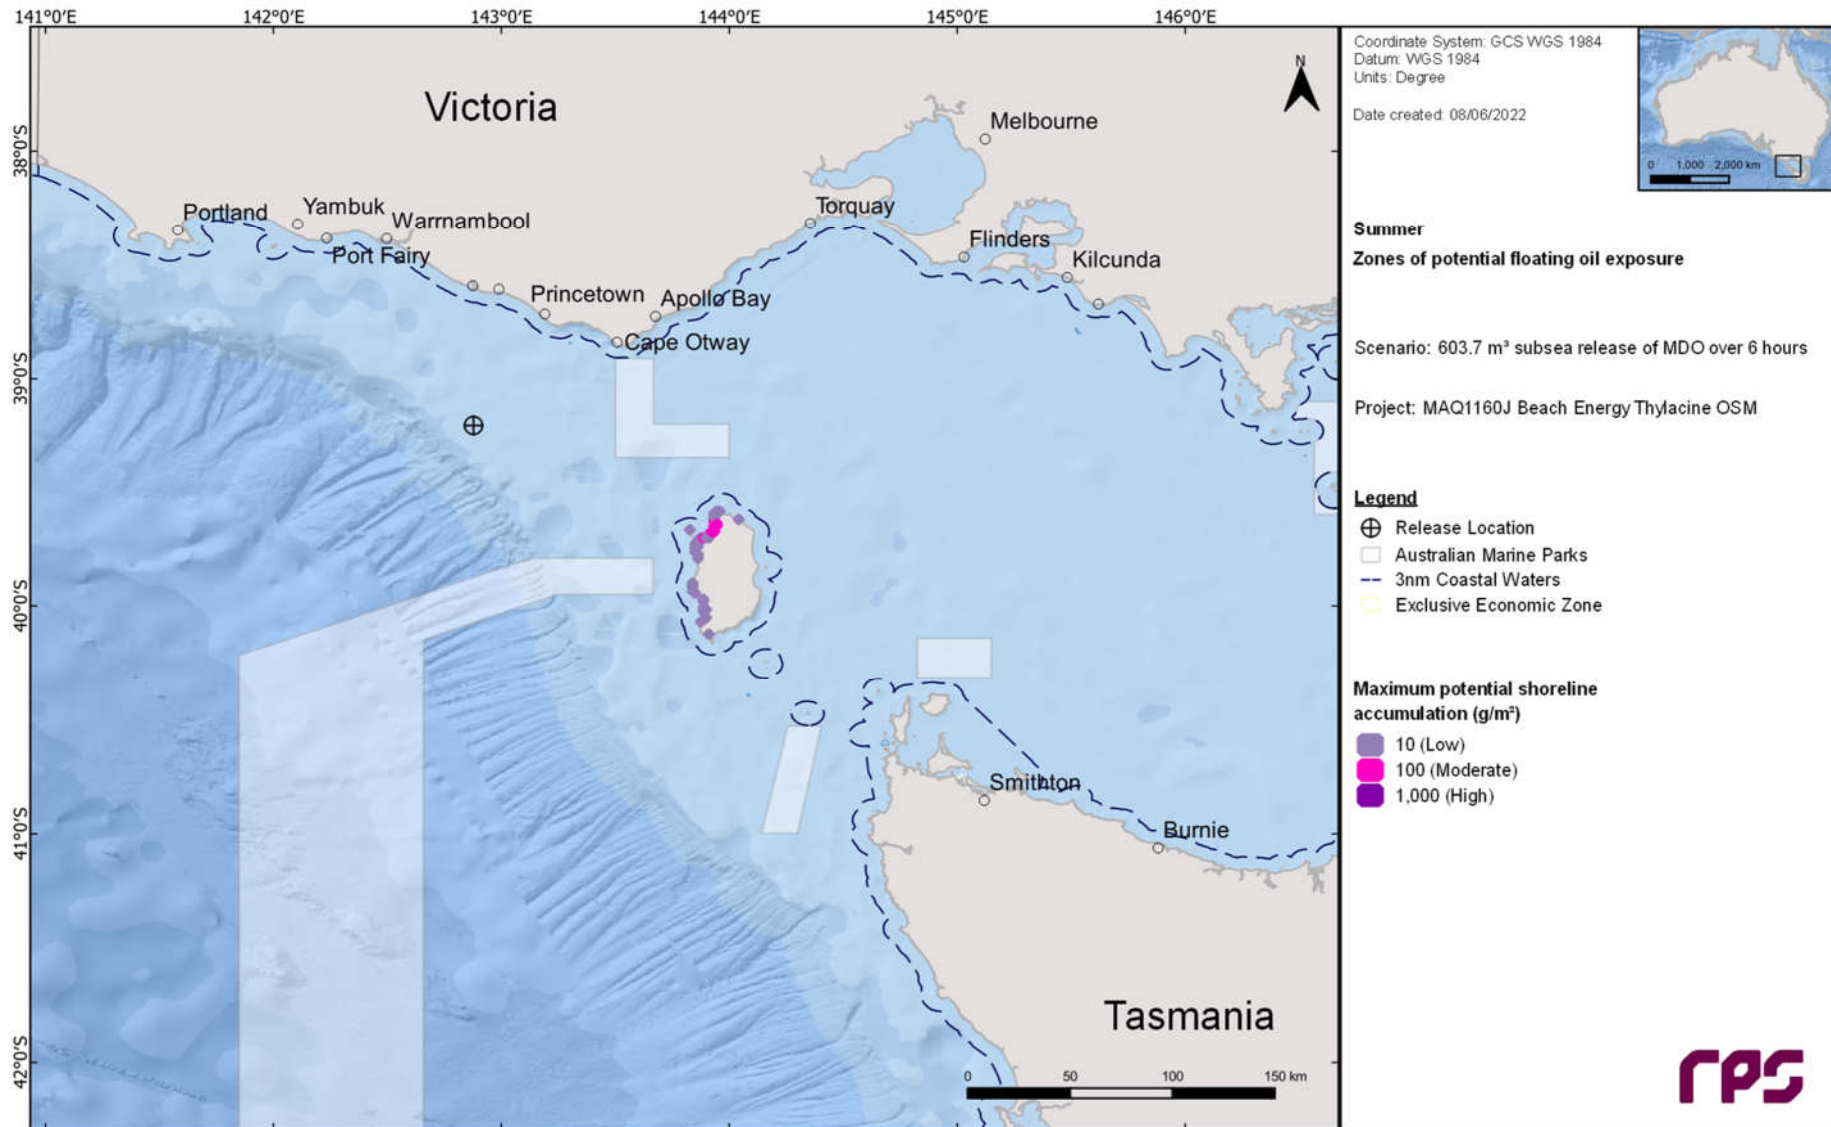 141°0'E 142°0'E 143°0'E 144°0'E 145°0'E 146°0'E
38°0'S
39°0'S
40°0'S
41°0'S
42°0'S
Victoria
N
Melbourne
Portland
Yambuk
Warrnambool
Port Fairy
Torquay
Flinders
Kilcunda
Princetown
Apollo Bay
Cape Otway
Smithton
Burnie
Tasmania
0 50 100 150 km
Coordinate System: GCS WGS 1984
Datum: WGS 1984
Units: Degree
Date created: 08/06/2022
0 1,000 2,000 km
Summer
Zones of potential floating oil exposure
Scenario: 603.7 m³ subsea release of MDO over 6 hours
Project: MAQ1160J Beach Energy Thylacine OSM
Legend
Release Location
Australian Marine Parks
3nm Coastal Waters
Exclusive Economic Zone
Maximum potential shoreline
accumulation (g/m²)
10 (Low)
100 (Moderate)
1,000 (High)
rps